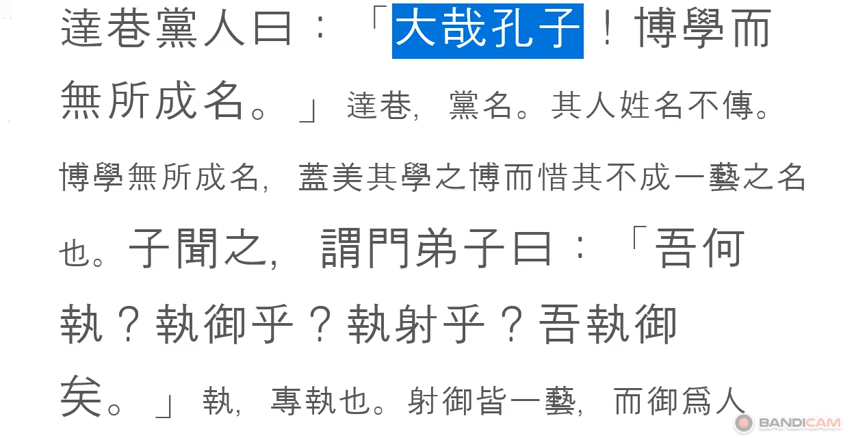 達巷黨人曰：「大哉孔子！博學而
無所成名。」達巷，黨名。其人姓名不傳。
博學無所成名，蓋美其學之博而惜其不成一藝之名
也。子聞之，謂門弟子曰：「吾何
執？執御乎？執射乎？吾執御
矣。」執，專執也。射御皆一藝，而御爲人
BANDICAM